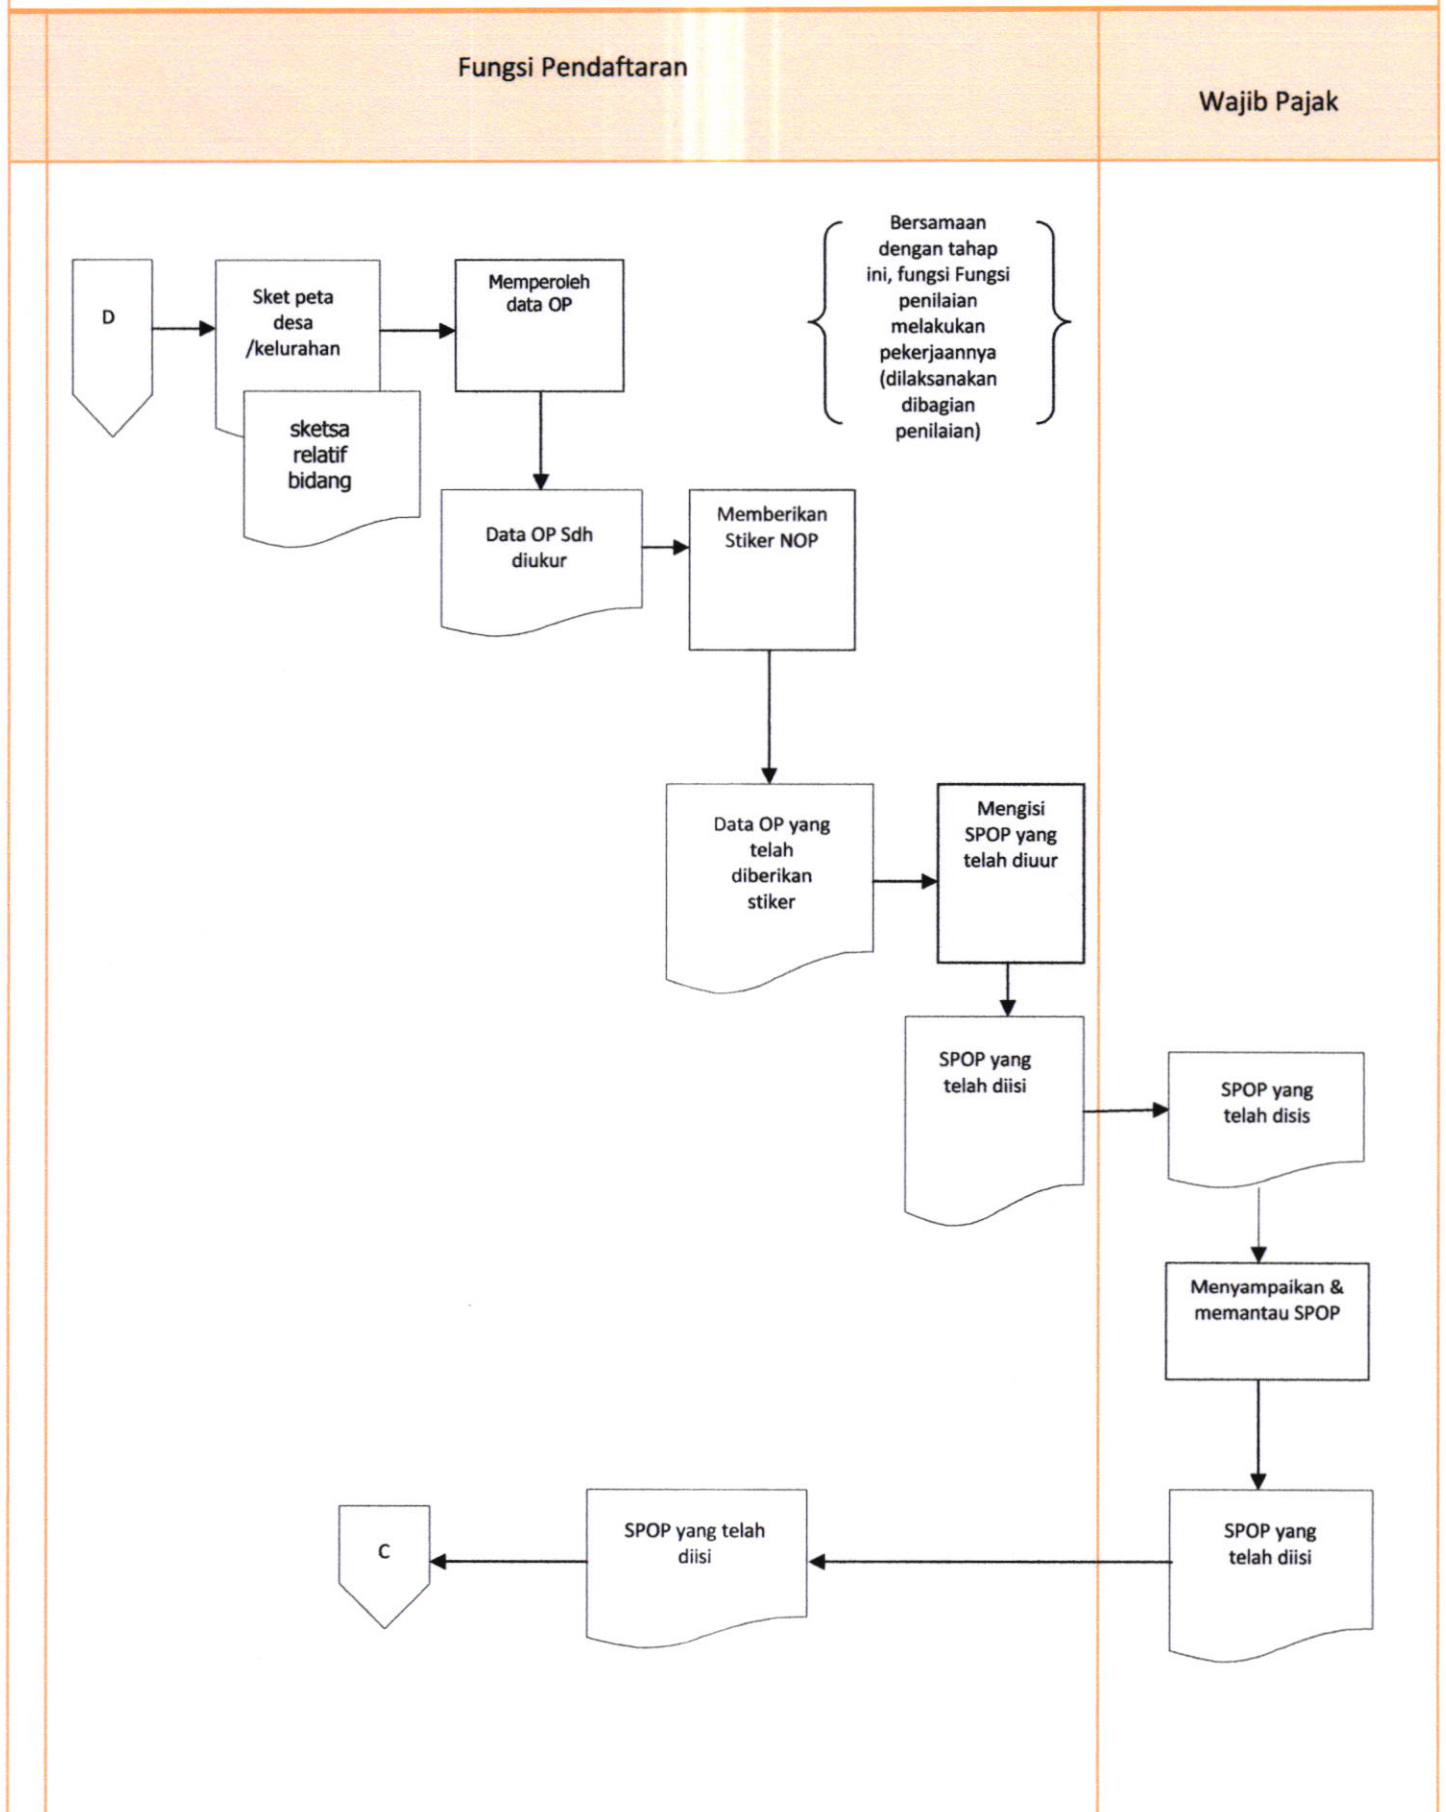 Fungsi Pendaftaran
Wajib Pajak
Bersamaan
dengan tahap
ini, fungsi Fungsi
penilaian
melakukan
pekerjaannya
(dilaksanakan
dibagian
penilaian)
D
Sket peta
desa
/kelurahan
Memperoleh
data OP
sketsa
relatif
bidang
Data OP Sdh
diukur
Memberikan
Stiker NOP
Data OP yang
telah
diberikan
stiker
Mengisi
SPOP yang
telah diuur
SPOP yang
telah diisi
SPOP yang
telah disis
Menyampaikan &
memantau SPOP
SPOP yang
telah diisi
SPOP yang telah
diisi
C